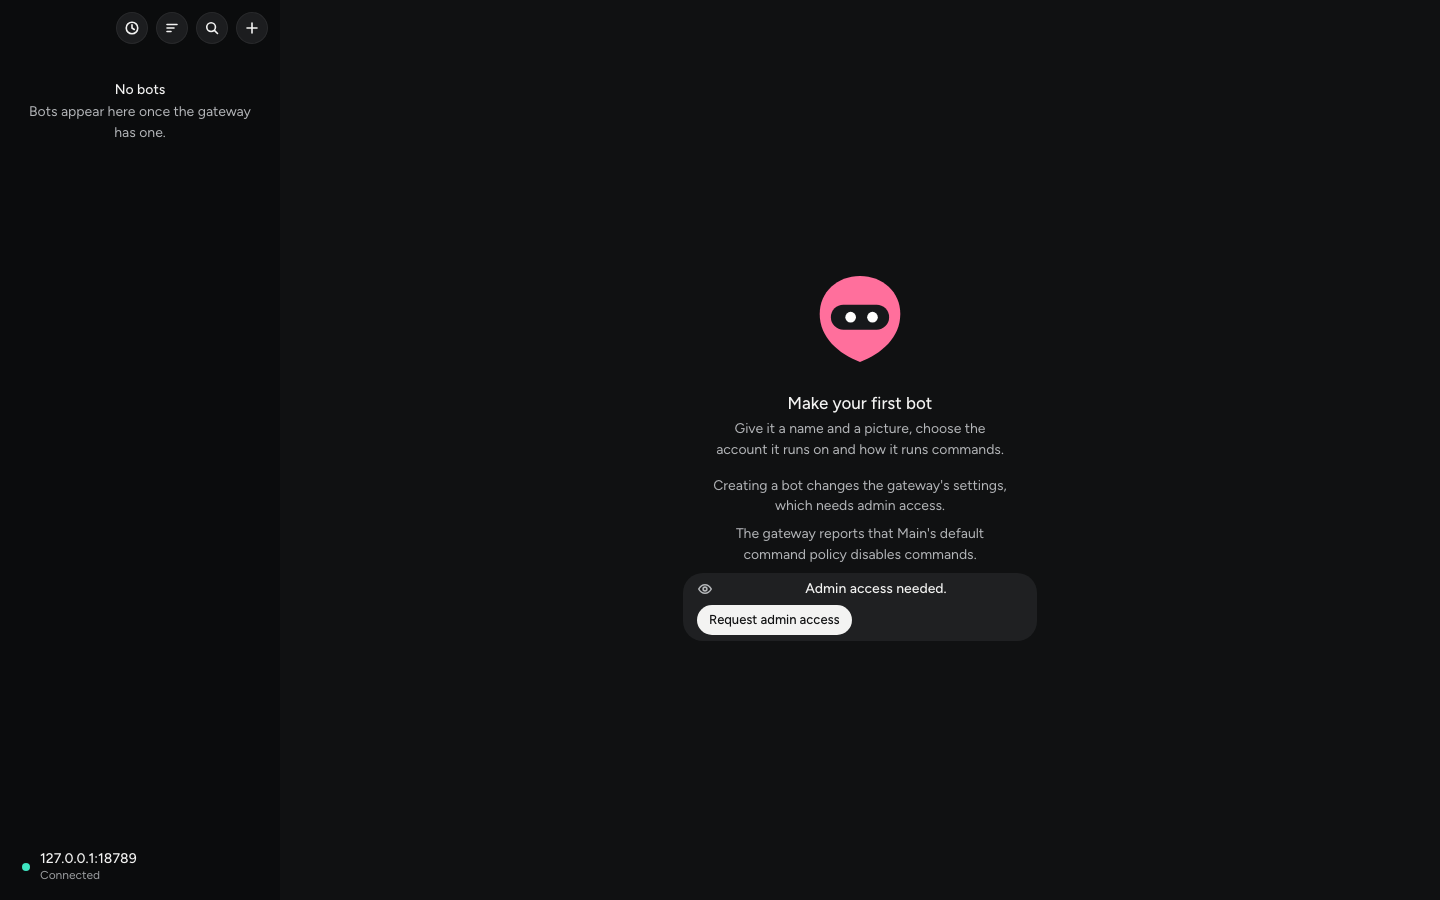 No bots
Bots appear here once the gateway
has one.
Make your first bot
Give it a name and a picture, choose the
account it runs on and how it runs commands.
Creating a bot changes the gateway's settings,
which needs admin access.
The gateway reports that Main's default
command policy disables commands.
Admin access needed.
Request admin access
127.0.0.1:18789
Connected